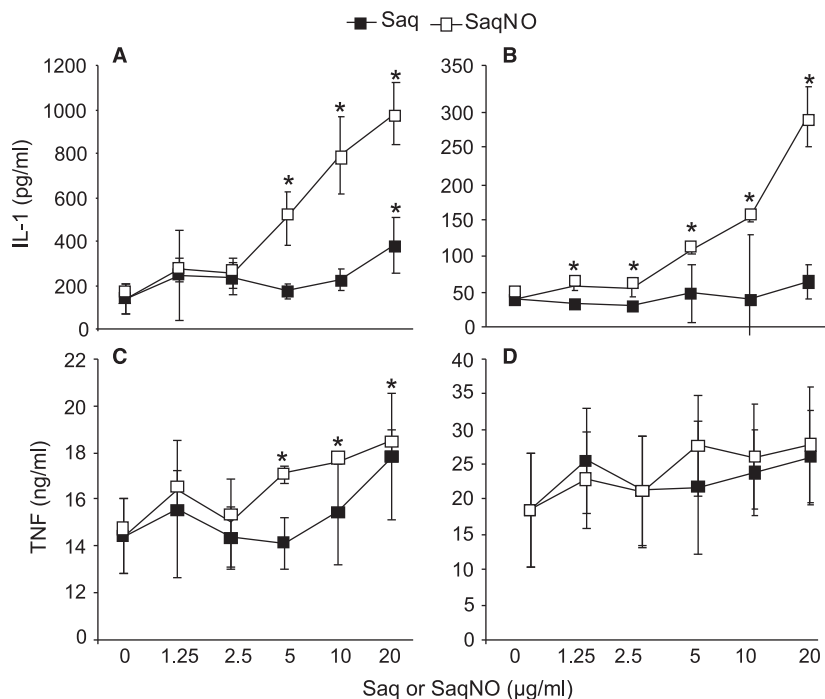 Saq SaqNO
A
B
1200
1000
800
600
400
200
0
IL-1 (pg/ml)
* * * *
350
300
250
200
150
100
50
0
* * * * *
C
D
22
20
18
16
14
12
0
TNF (ng/ml)
* * *
40
35
30
25
20
15
10
5
0
0 1.25 2.5 5 10 20
0 1.25 2.5 5 10 20
Saq or SaqNO (µg/ml)